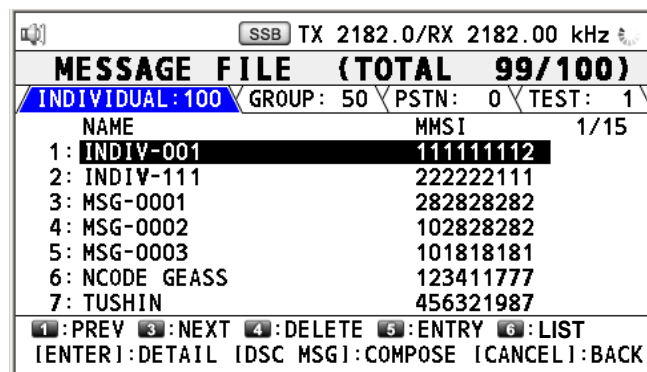 SSB TX 2182.0/RX 2182.00 kHz
MESSAGE FILE (TOTAL 99/100)
INDIVIDUAL:100 GROUP: 50 PSTN: 0 TEST: 1
NAME MMSI 1/15
1: INDIV-001 111111112
2: INDIV-111 222222111
3: MSG-0001 282828282
4: MSG-0002 102828282
5: MSG-0003 101818181
6: NCODE GEASS 123411777
7: TUSHIN 456321987
1:PREV 3:NEXT 4:DELETE 5:ENTRY 6:LIST
[ENTER]:DETAIL [DSC MSG]:COMPOSE [CANCEL]:BACK